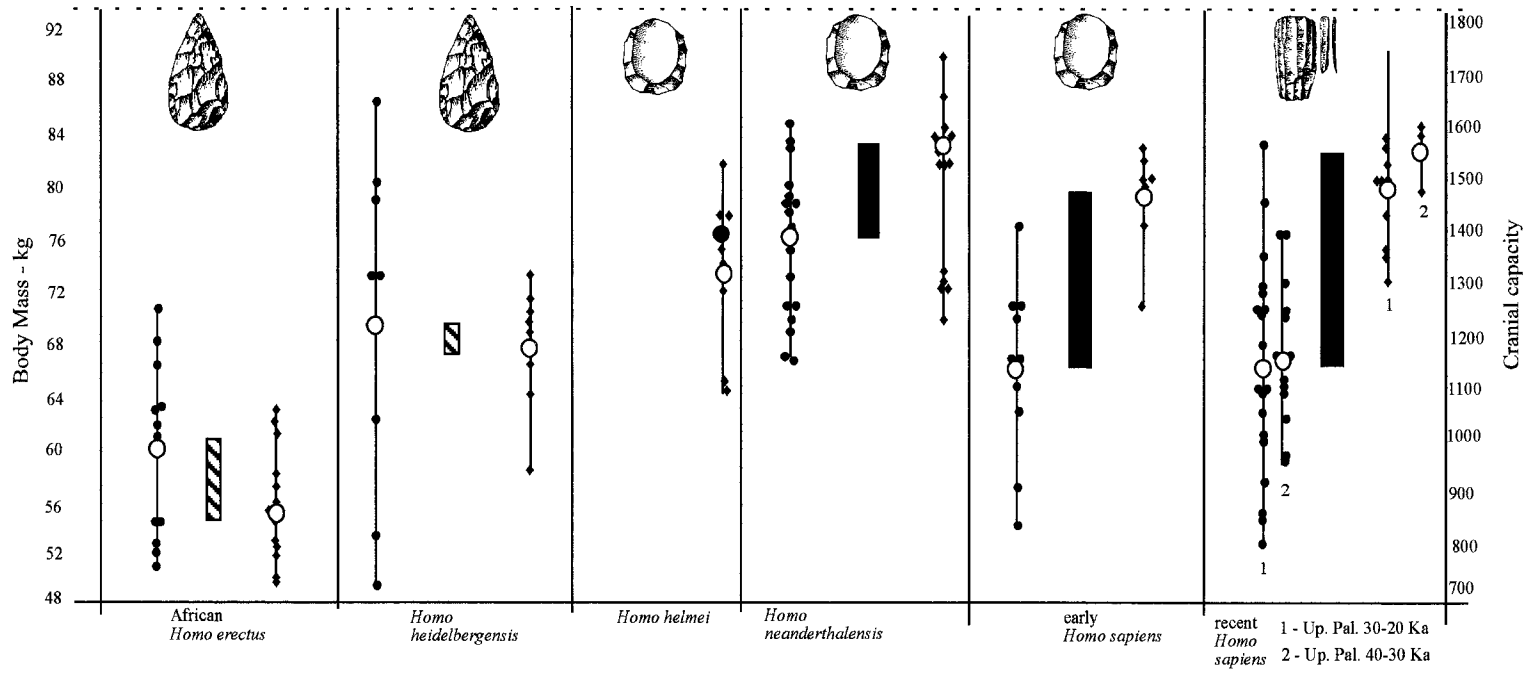 Body Mass - kg
92
88
84
80
76
72
68
64
60
56
52
48
1800
1700
1600
1500
1400
1300
1200
1100
1000
900
800
700
Cranial capacity
1
2
1
2
African
Homo erectus
Homo
heidelbergensis
Homo helmei
Homo
neanderthalensis
early
Homo sapiens
recent
Homo
sapiens
1 - Up. Pal. 30-20 Ka
2 - Up. Pal. 40-30 Ka